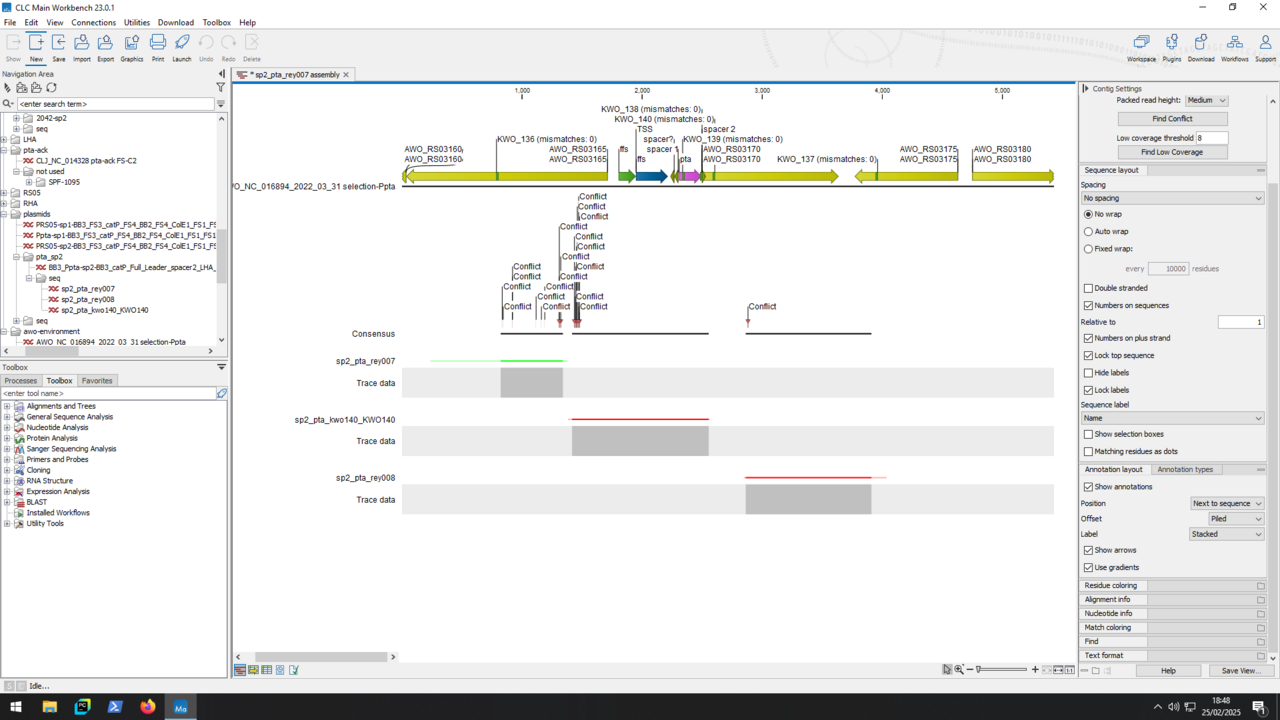 CLC Main Workbench 23.0.1
File Edit View Connections Utilities Download Toolbox Help
Show New Save Import Export Graphics Print Launch Undo Redo Delete Workspace Plugins Download Workflows Support
Navigation Area
<enter search term>
2042-sp2
seq
LHA
pta-ack
CLJ_NC_014328 pta-ack FS-C2
not used
SPF-1095
RS05
RHA
plasmids
PRS05-sp1-BB3_FS3_catP_FS4_BB2_FS4_ColE1_FS1_FS
Ppta-sp1-BB3_FS3_catP_FS4_BB2_FS4_ColE1_FS1_FS1
PRS05-sp2-BB3_FS3_catP_FS4_BB2_FS4_ColE1_FS1_FS
pta_sp2
BB3_Ppta-sp2-BB3_catP_Full_Leader_spacer2_LHA_
seq
sp2_pta_rey007
sp2_pta_rey008
sp2_pta_kwo140_KWO140
seq
awo-environment
AWO_NC_016894_2022_03_31 selection-Ppta
Toolbox
Processes Toolbox Favorites
<enter tool name>
Alignments and Trees
General Sequence Analysis
Nucleotide Analysis
Protein Analysis
Sanger Sequencing Analysis
Primers and Probes
Cloning
RNA Structure
Expression Analysis
BLAST
Installed Workflows
Utility Tools
Idle...
* sp2_pta_rey007 assembly
1,000 2,000 3,000 4,000 5,000
KWO_138 (mismatches: 0)
KWO_140 (mismatches: 0)
TSS spacer 2
KWO_136 (mismatches: 0) spacer? KWO_139 (mismatches: 0)
AWO_RS03160 AWO_RS03165 ffs spacer 1 AWO_RS03170 AWO_RS03175 AWO_RS03180
AWO_RS03160 AWO_RS03165 ffs pta AWO_RS03170 KWO_137 (mismatches: 0) AWO_RS03175 AWO_RS03180
WO_NC_016894_2022_03_31 selection-Ppta
Conflict
Conflict
Conflict
Conflict
Conflict
Conflict
Conflict
Conflict Conflict
Conflict Conflict
Conflict Conflict
Conflict Conflict
Conflict Conflict Conflict Conflict
Consensus
sp2_pta_rey007
Trace data
sp2_pta_kwo140_KWO140
Trace data
sp2_pta_rey008
Trace data
Contig Settings
Packed read height: Medium
Find Conflict
Low coverage threshold 8
Find Low Coverage
Sequence layout
Spacing
No spacing
No wrap
Auto wrap
Fixed wrap:
every 10000 residues
Double stranded
Numbers on sequences
Relative to 1
Numbers on plus strand
Lock top sequence
Hide labels
Lock labels
Sequence label
Name
Show selection boxes
Matching residues as dots
Annotation layout Annotation types
Show annotations
Position Next to sequence
Offset Piled
Label Stacked
Show arrows
Use gradients
Residue coloring
Alignment info
Nucleotide info
Match coloring
Find
Text format
Help Save View...
18:48
25/02/2025